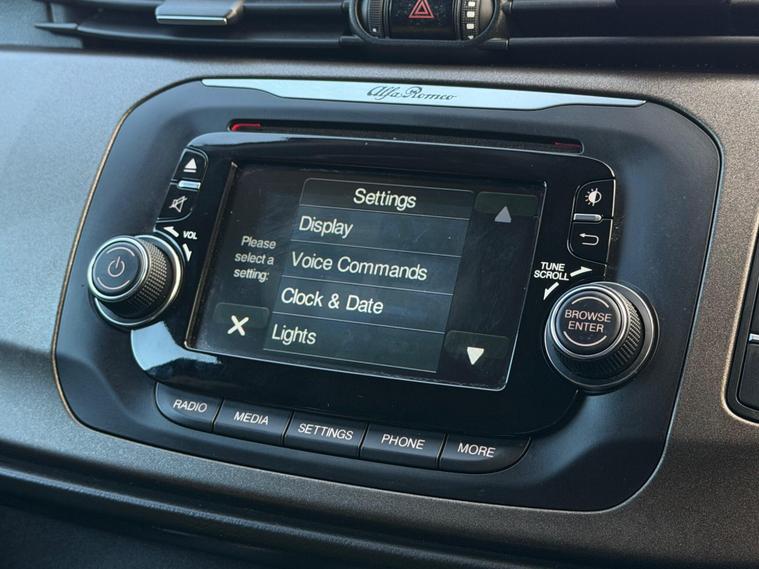 Alfa Romeo
Settings
Display
Please
select a
setting:
Voice Commands
Clock & Date
Lights
VOL
TUNE
SCROLL
BROWSE
ENTER
RADIO
MEDIA
SETTINGS
PHONE
MORE